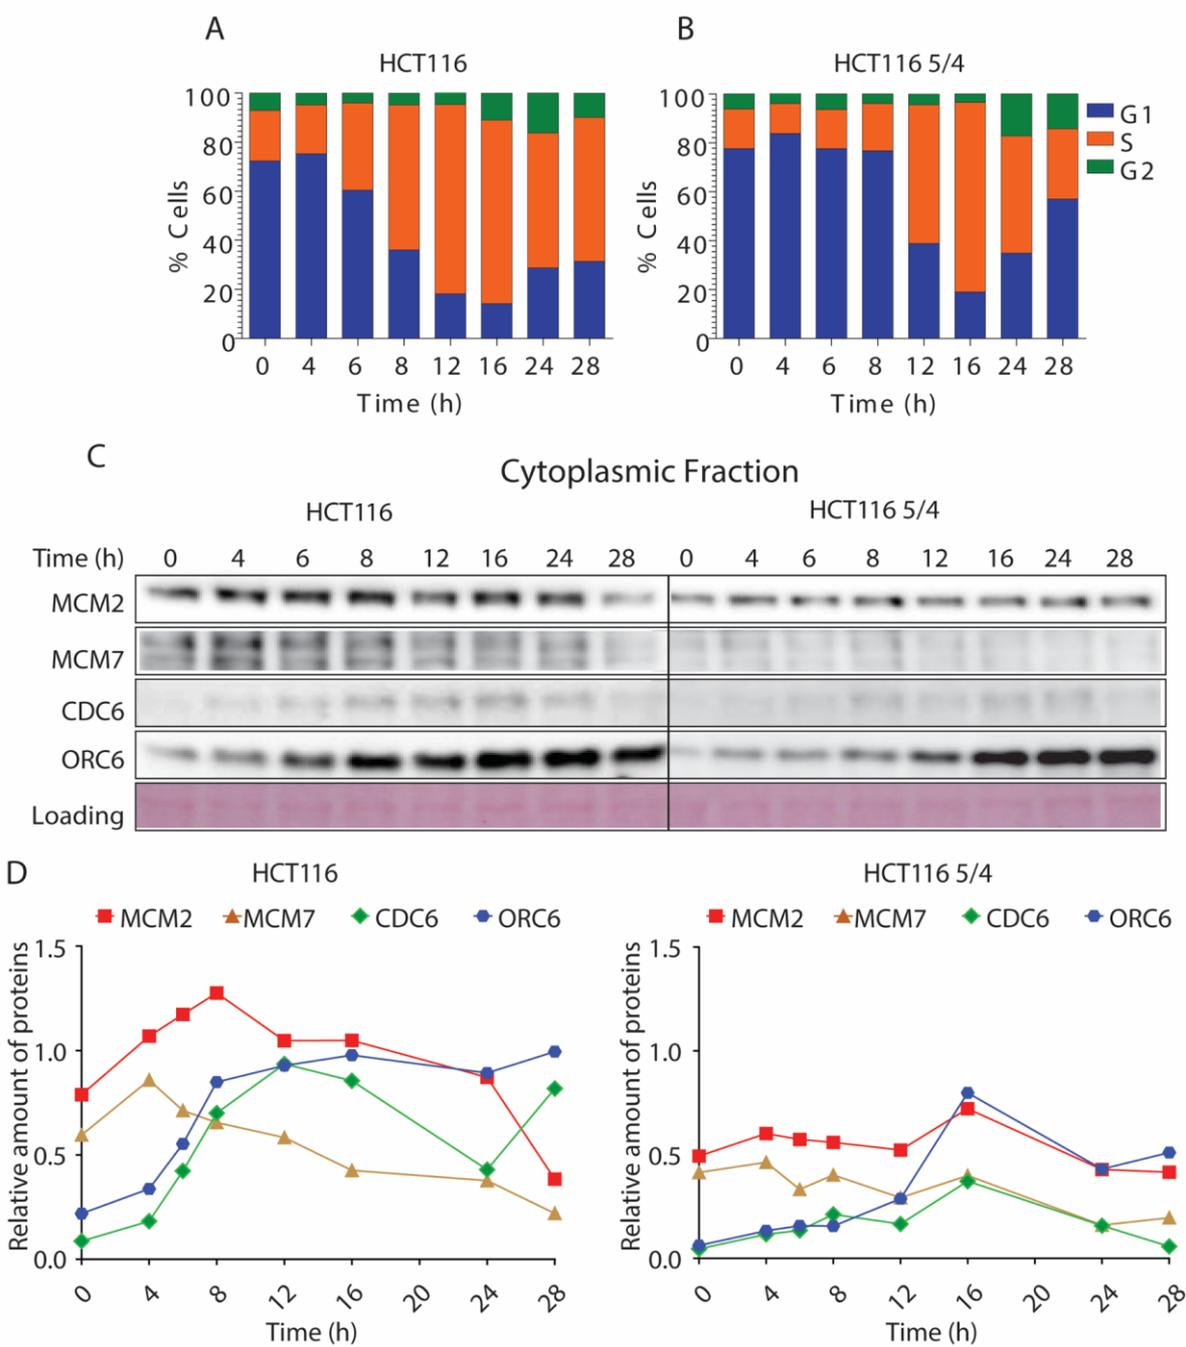 A
B
HCT116
HCT116 5/4
100
80
60
40
20
0
% Cells
0 4 6 8 12 16 24 28
Time (h)
100
80
60
40
20
0
% Cells
0 4 6 8 12 16 24 28
Time (h)
G1
S
G2
C
Cytoplasmic Fraction
HCT116
HCT116 5/4
Time (h) 0 4 6 8 12 16 24 28 0 4 6 8 12 16 24 28
MCM2
MCM7
CDC6
ORC6
Loading
D
HCT116
HCT116 5/4
MCM2 MCM7 CDC6 ORC6
MCM2 MCM7 CDC6 ORC6
Relative amount of proteins
1.5
1.0
0.5
0.0
0 4 8 12 16 20 24 28
Time (h)
Relative amount of proteins
1.5
1.0
0.5
0.0
0 4 8 12 16 20 24 28
Time (h)